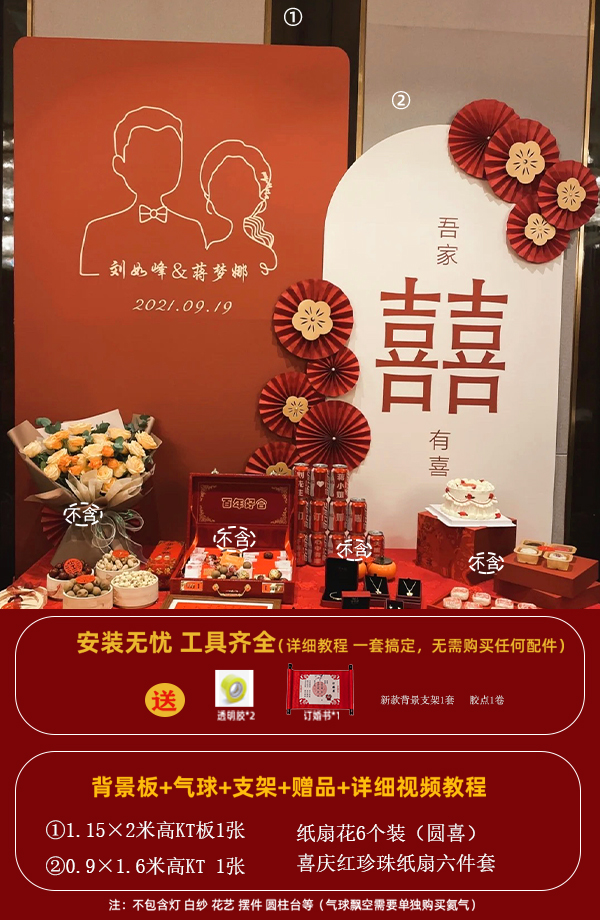 ①
②
刘如峰&蒋梦娜
2021.09.19
吾家
囍
有喜
百年好合
不含
不含
不含
不含
安装无忧 工具齐全(详细教程 一套搞定，无需购买任何配件)
送
透明胶*2
订婚书*1
新款背景支架1套 胶点1卷
背景板+气球+支架+赠品+详细视频教程
①1.15×2米高KT板1张
纸扇花6个装（圆喜）
②0.9×1.6米高KT 1张
喜庆红珍珠纸扇六件套
注：不包含灯 白纱 花艺 摆件 圆柱台等（气球飘空需要单独购买氦气）